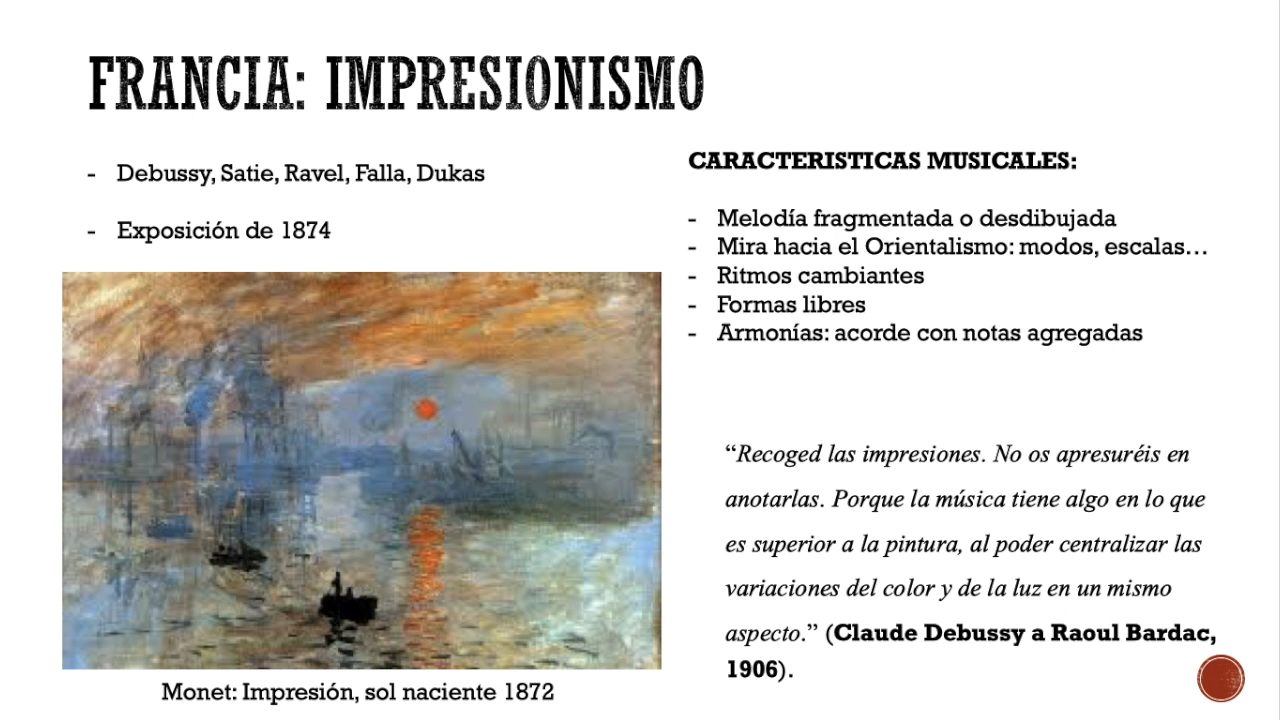 FRANCIA: IMPRESIONISMO
- Debussy, Satie, Ravel, Falla, Dukas
- Exposición de 1874
Monet: Impresión, sol naciente 1872
CARACTERISTICAS MUSICALES:
- Melodía fragmentada o desdibujada
- Mira hacia el Orientalismo: modos, escalas…
- Ritmos cambiantes
- Formas libres
- Armonías: acorde con notas agregadas
“Recoged las impresiones. No os apresuréis en
anotarlas. Porque la música tiene algo en lo que
es superior a la pintura, al poder centralizar las
variaciones del color y de la luz en un mismo
aspecto.” (Claude Debussy a Raoul Bardac,
1906).